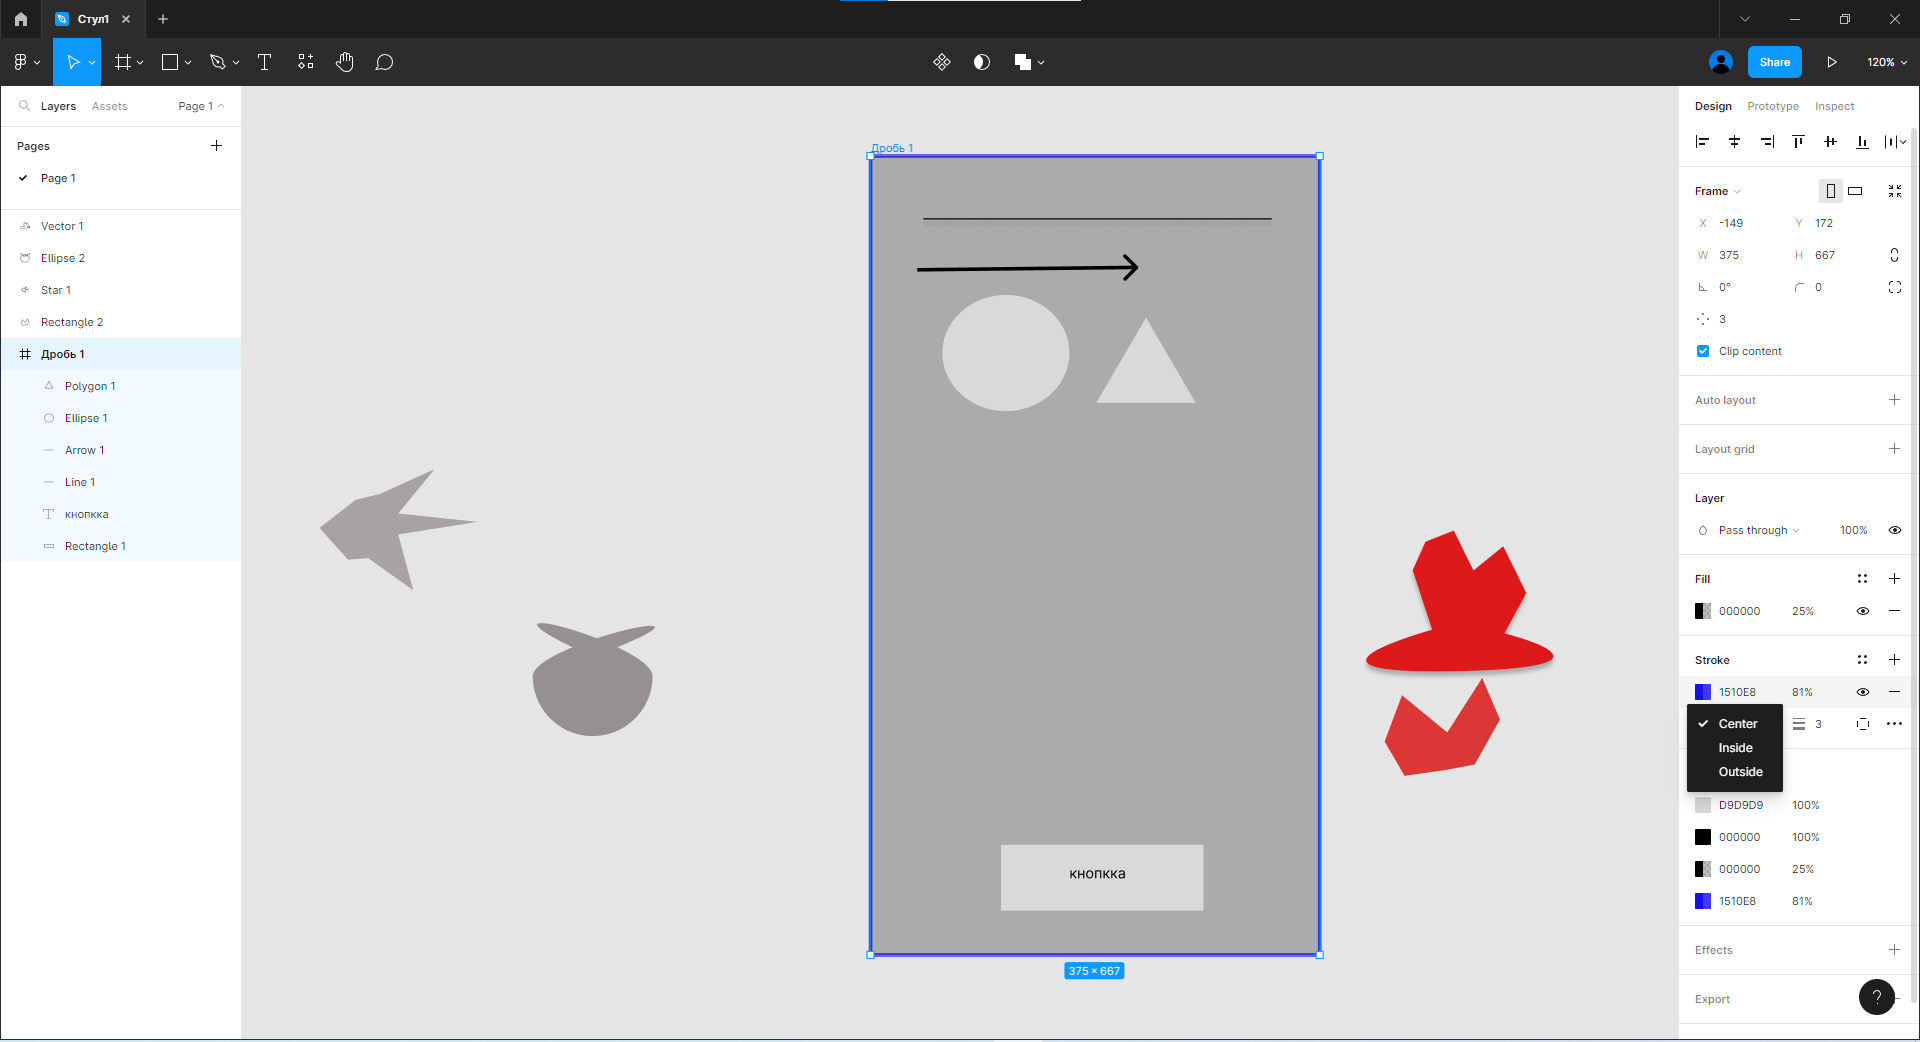 Стул1
Share
120%
Layers
Assets
Page 1
Pages
Page 1
Vector 1
Ellipse 2
Star 1
Rectangle 2
Дробь 1
Polygon 1
Ellipse 1
Arrow 1
Line 1
кнопкка
Rectangle 1
Дробь 1
кнопкка
375 × 667
Design
Prototype
Inspect
Frame
X -149
Y 172
W 375
H 667
0°
0
3
Clip content
Auto layout
Layout grid
Layer
Pass through
100%
Fill
000000
25%
Stroke
1510E8
81%
Center
3
Inside
Outside
D9D9D9
100%
000000
100%
000000
25%
1510E8
81%
Effects
Export
?